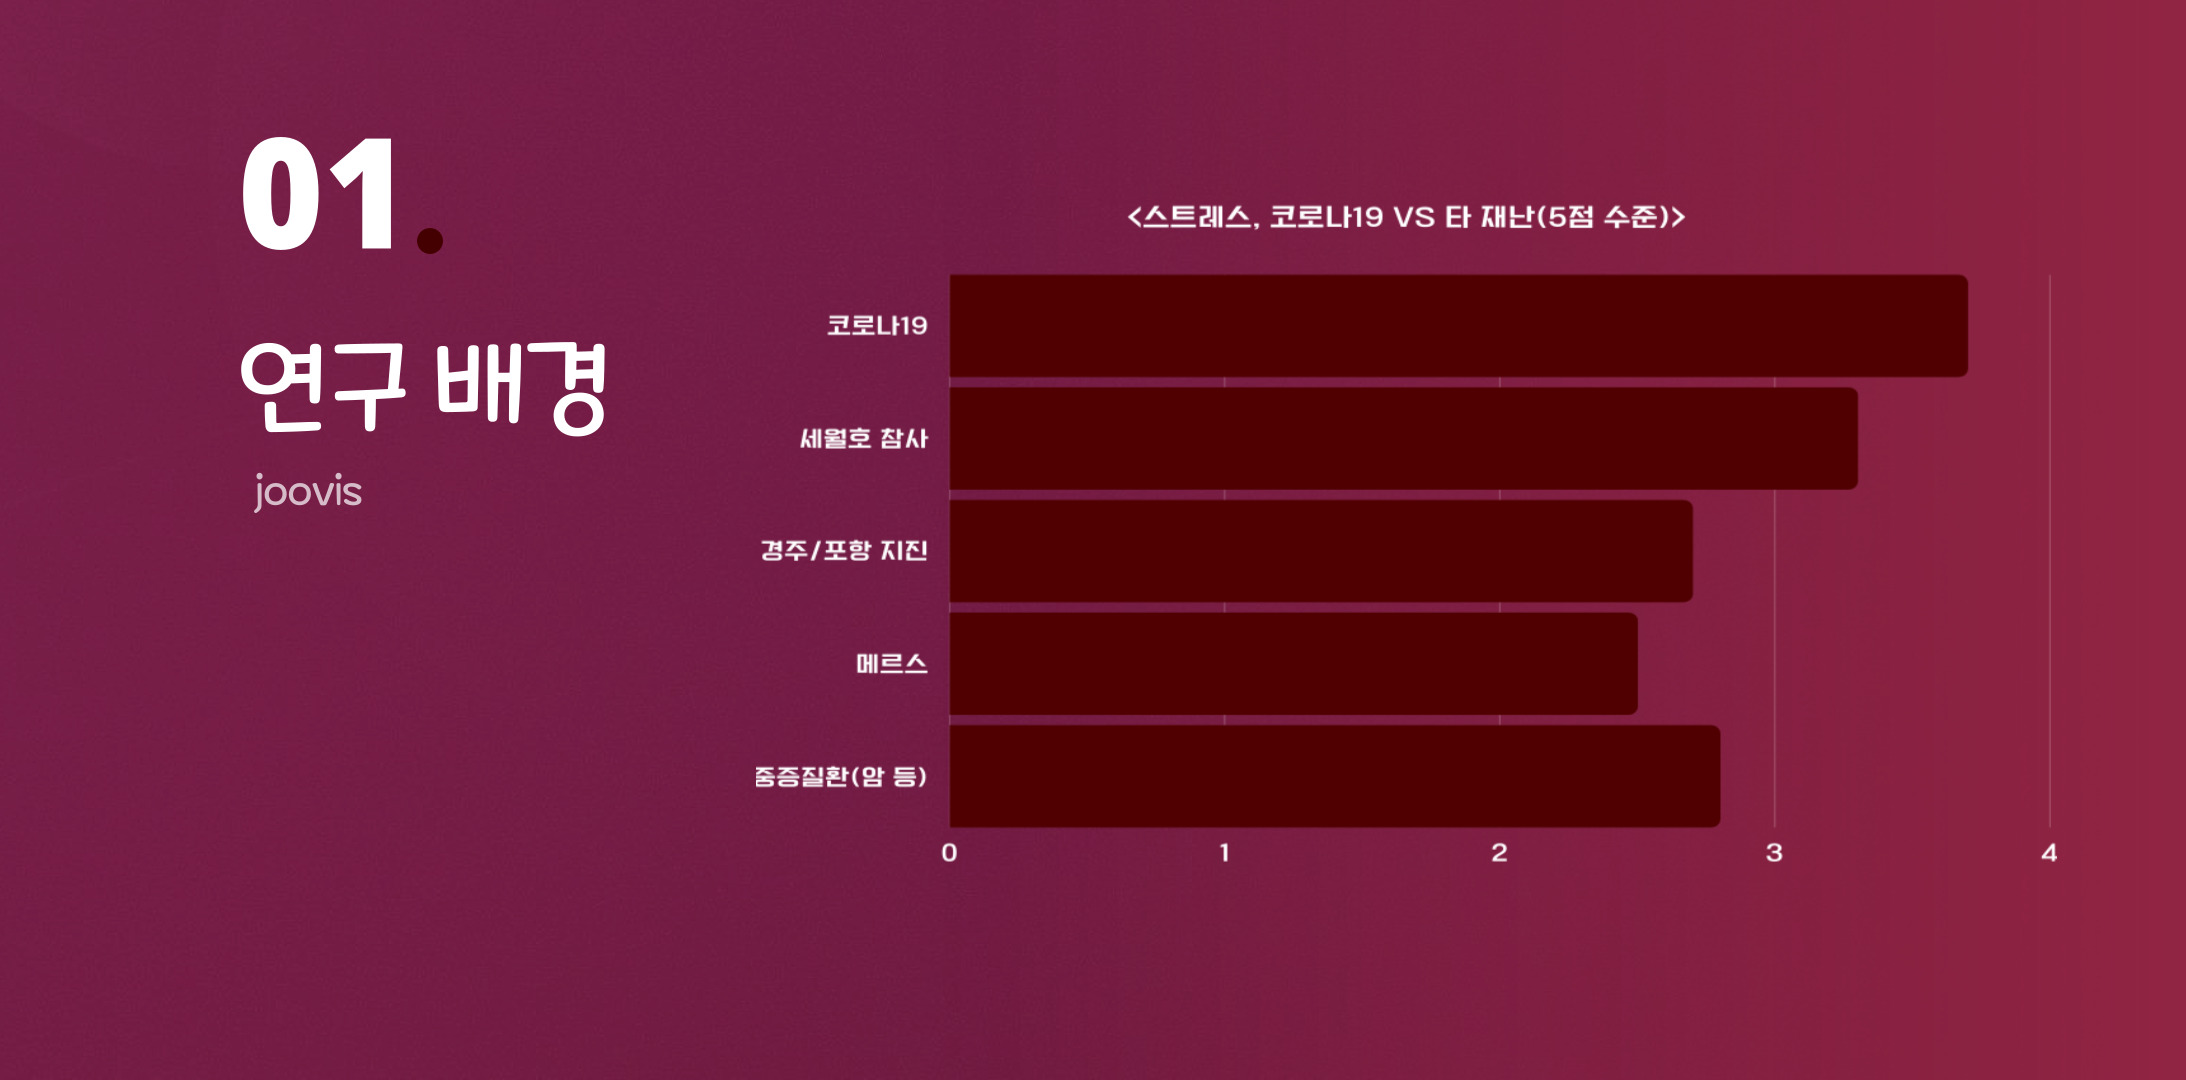 01.
연구 배경
joovis
<스트레스, 코로나19 VS 타 재난(5점 수준)>
코로나19
세월호 참사
경주/포항 지진
메르스
중증질환(암 등)
0 1 2 3 4